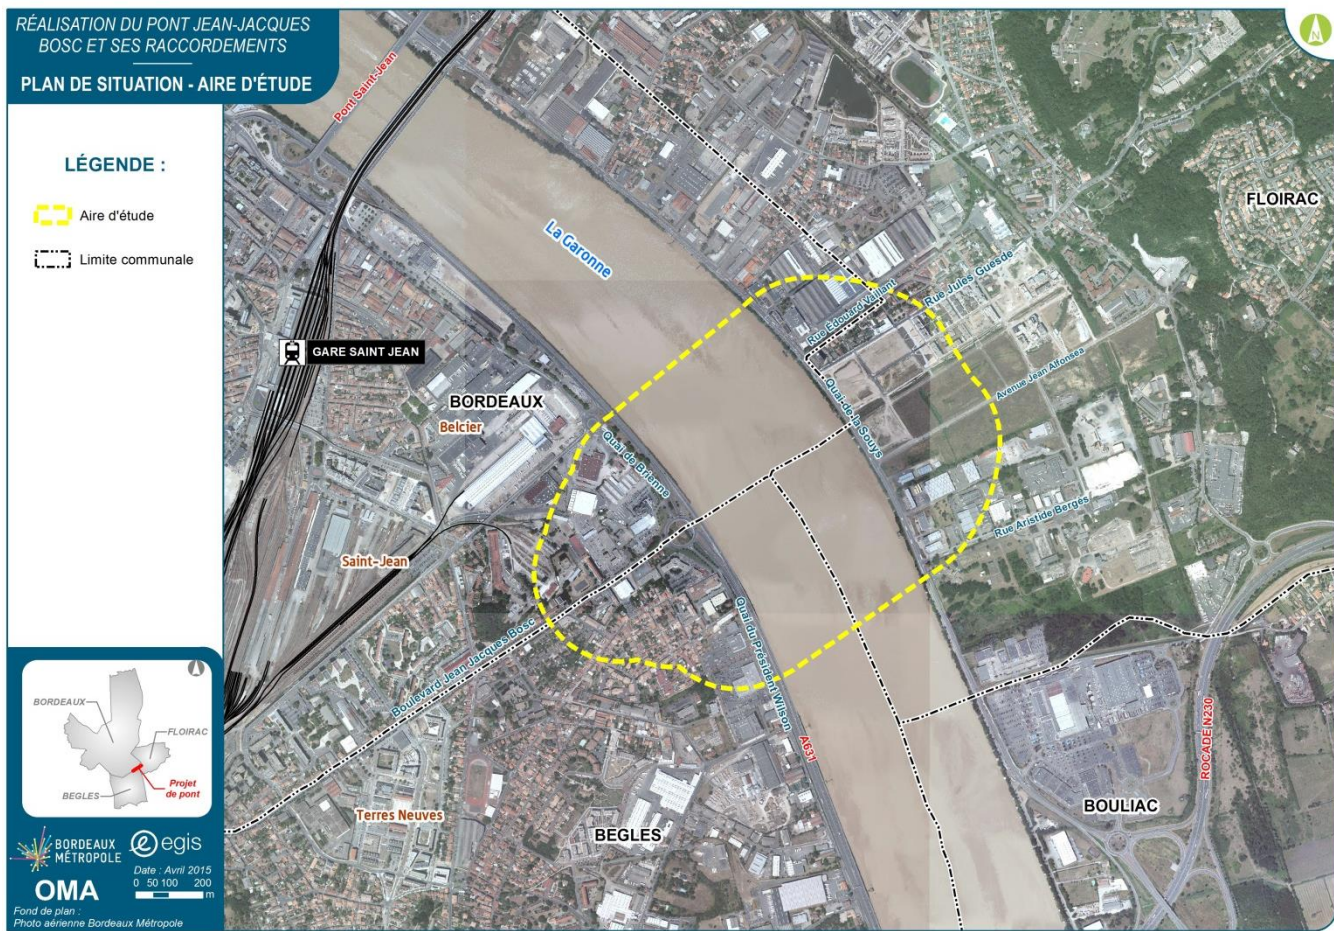 RÉALISATION DU PONT JEAN-JACQUES
BOSC ET SES RACCORDEMENTS
PLAN DE SITUATION - AIRE D'ÉTUDE
LÉGENDE :
Aire d'étude
Limite communale
Pont Saint-Jean
La Garonne
FLOIRAC
N
Rue Edouard Vaillant
Rue Jules Guesde
GARE SAINT JEAN
Avenue Jean Alfonsea
BORDEAUX
Belcier
Quai de Brienne
Quai de la Souys
Rue Aristide Bergès
Saint-Jean
Boulevard Jean Jacques Bosc
Quai du Président Wilson
A631
ROCADE N230
Terres Neuves
BEGLES
BOULIAC
BORDEAUX
FLOIRAC
BEGLES
Projet
de pont
BORDEAUX
MÉTROPOLE
egis
OMA
Date : Avril 2015
0 50 100 200
m
Fond de plan :
Photo aérienne Bordeaux Métropole